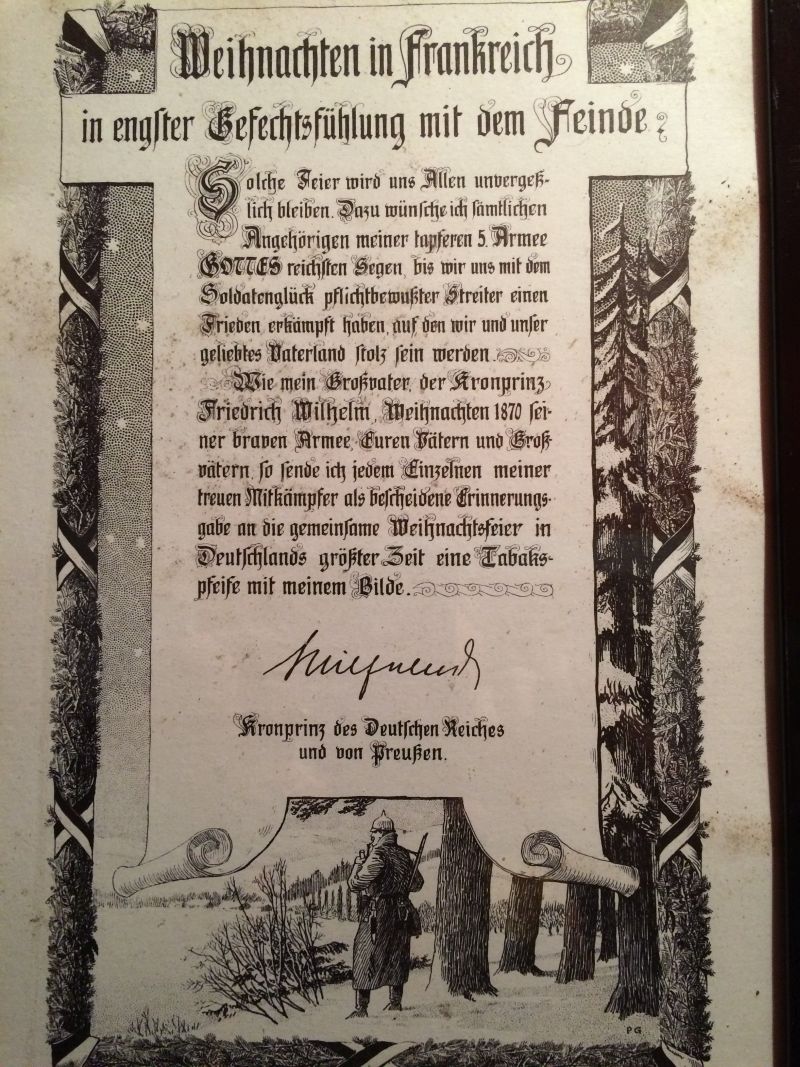 Weihnachten in Frankreich
in engster Gefechtsfühlung mit dem Feinde!
Solche Feier wird uns Allen unvergeß-
lich bleiben. Dazu wünsche ich sämtlichen
Angehörigen meiner tapferen 5. Armee
GOTTES reichsten Segen, bis wir uns mit dem
Soldatenglück pflichtbewußter Streiter einen
Frieden erkämpft haben, auf den wir und unser
geliebtes Vaterland stolz sein werden.
Wie mein Großvater, der Kronprinz
Friedrich Wilhelm, Weihnachten 1870 sei-
ner braven Armee, Euren Vätern und Groß-
vätern, so sende ich jedem Einzelnen meiner
treuen Mitkämpfer als bescheidene Erinnerungs-
gabe an die gemeinsame Weihnachtsfeier in
Deutschlands größter Zeit eine Tabaks-
pfeife mit meinem Bilde.
Wilhelm
Kronprinz des Deutschen Reiches
und von Preußen.
PG